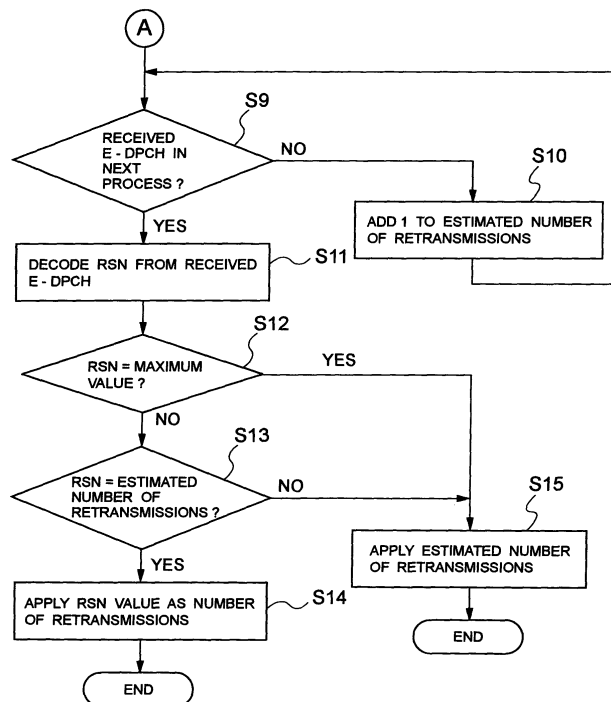 A
S9
RECEIVED
E - DPCH IN
NEXT
PROCESS ?
NO
S10
ADD 1 TO ESTIMATED NUMBER
OF RETRANSMISSIONS
YES
DECODE RSN FROM RECEIVED
E - DPCH
S11
S12
RSN = MAXIMUM
VALUE ?
YES
NO
S13
RSN = ESTIMATED
NUMBER OF
RETRANSMISSIONS ?
NO
S15
APPLY ESTIMATED NUMBER
OF RETRANSMISSIONS
YES
APPLY RSN VALUE AS NUMBER
OF RETRANSMISSIONS
S14
END
END